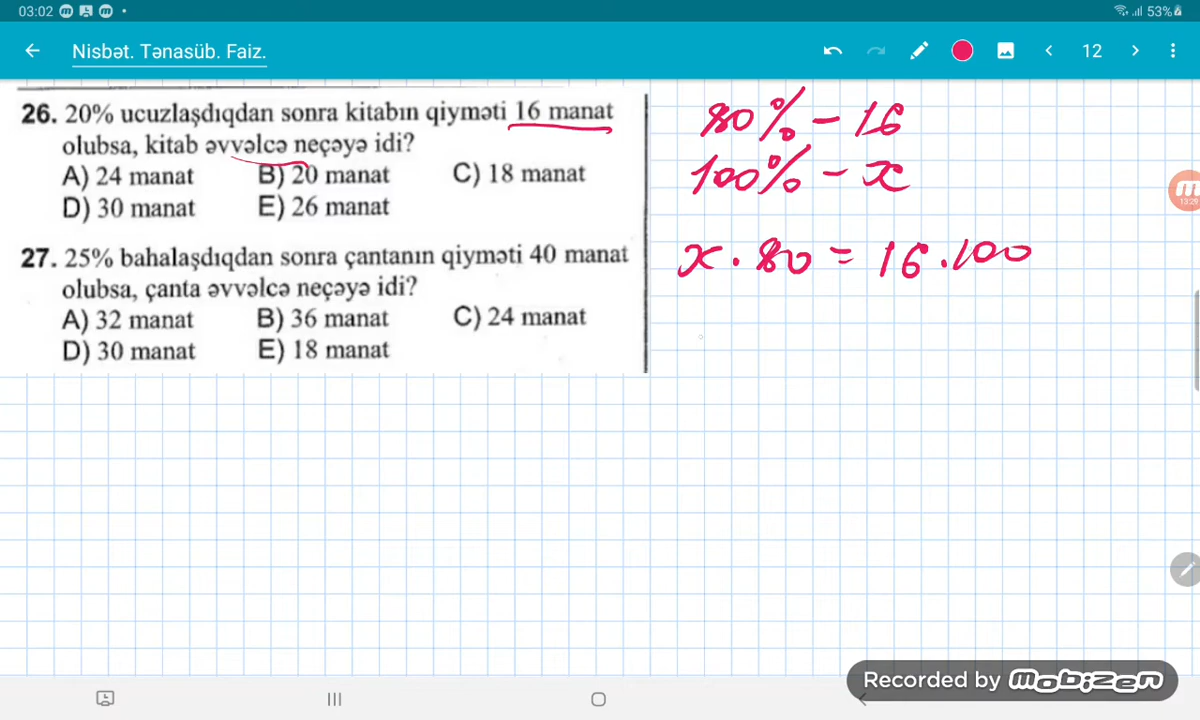 03:02
53%
Nisbət. Tənasüb. Faiz.
12
26. 20% ucuzlaşdıqdan sonra kitabın qiyməti 16 manat
olubsa, kitab əvvəlcə neçəyə idi?
A) 24 manat B) 20 manat C) 18 manat
D) 30 manat E) 26 manat
27. 25% bahalaşdıqdan sonra çantanın qiyməti 40 manat
olubsa, çanta əvvəlcə neçəyə idi?
A) 32 manat B) 36 manat C) 24 manat
D) 30 manat E) 18 manat
80% - 16
100% - x
x · 80 = 16 · 100
13:29
Recorded by Mobizen